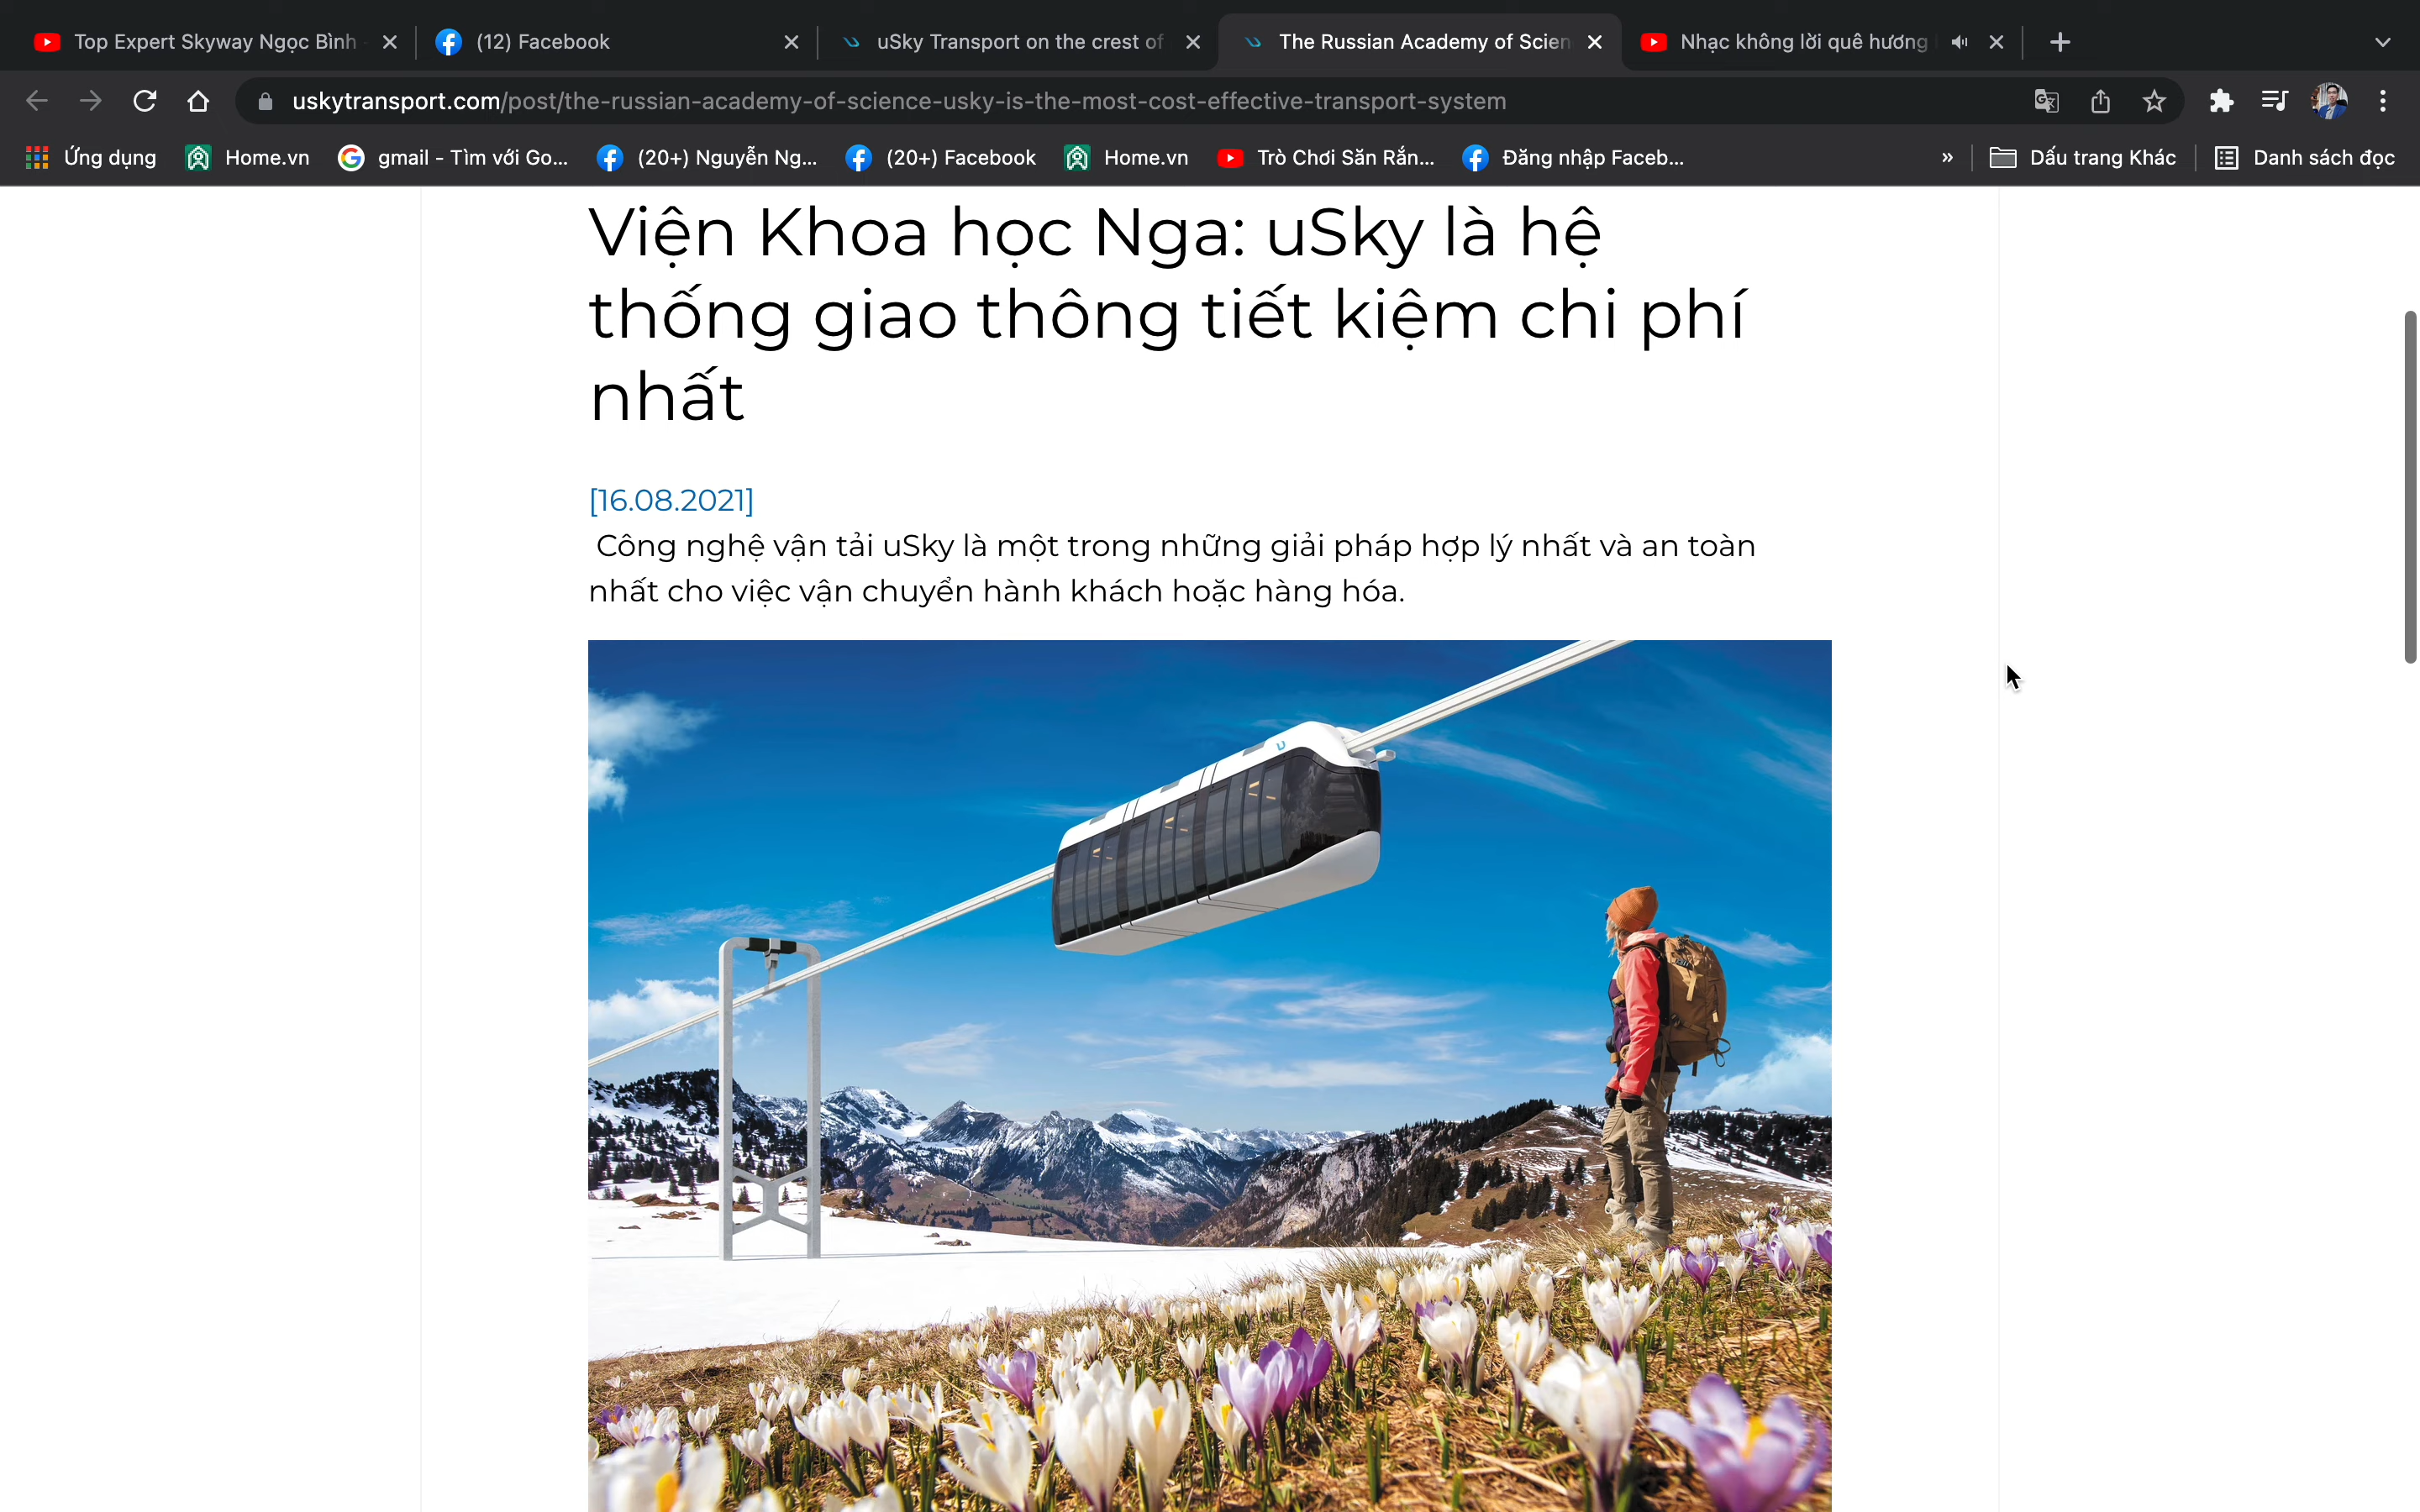 Top Expert Skyway Ngọc Bình
(12) Facebook
uSky Transport on the crest of
The Russian Academy of Scien
Nhạc không lời quê hương
uskytransport.com/post/the-russian-academy-of-science-usky-is-the-most-cost-effective-transport-system
Ứng dụng
Home.vn
gmail - Tìm với Go...
(20+) Nguyễn Ng...
(20+) Facebook
Home.vn
Trò Chơi Săn Rắn...
Đăng nhập Faceb...
»
Dấu trang Khác
Danh sách đọc
Viện Khoa học Nga: uSky là hệ
thống giao thông tiết kiệm chi phí
nhất
[16.08.2021]
Công nghệ vận tải uSky là một trong những giải pháp hợp lý nhất và an toàn
nhất cho việc vận chuyển hành khách hoặc hàng hóa.